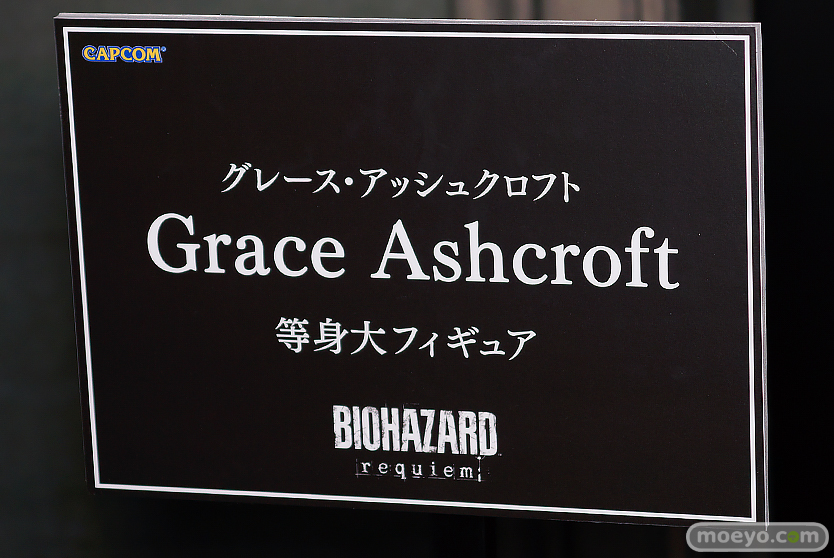 CAPCOM
グレース・アッシュクロフト
Grace Ashcroft
等身大フィギュア
BIOHAZARD
requiem
moeyo.com